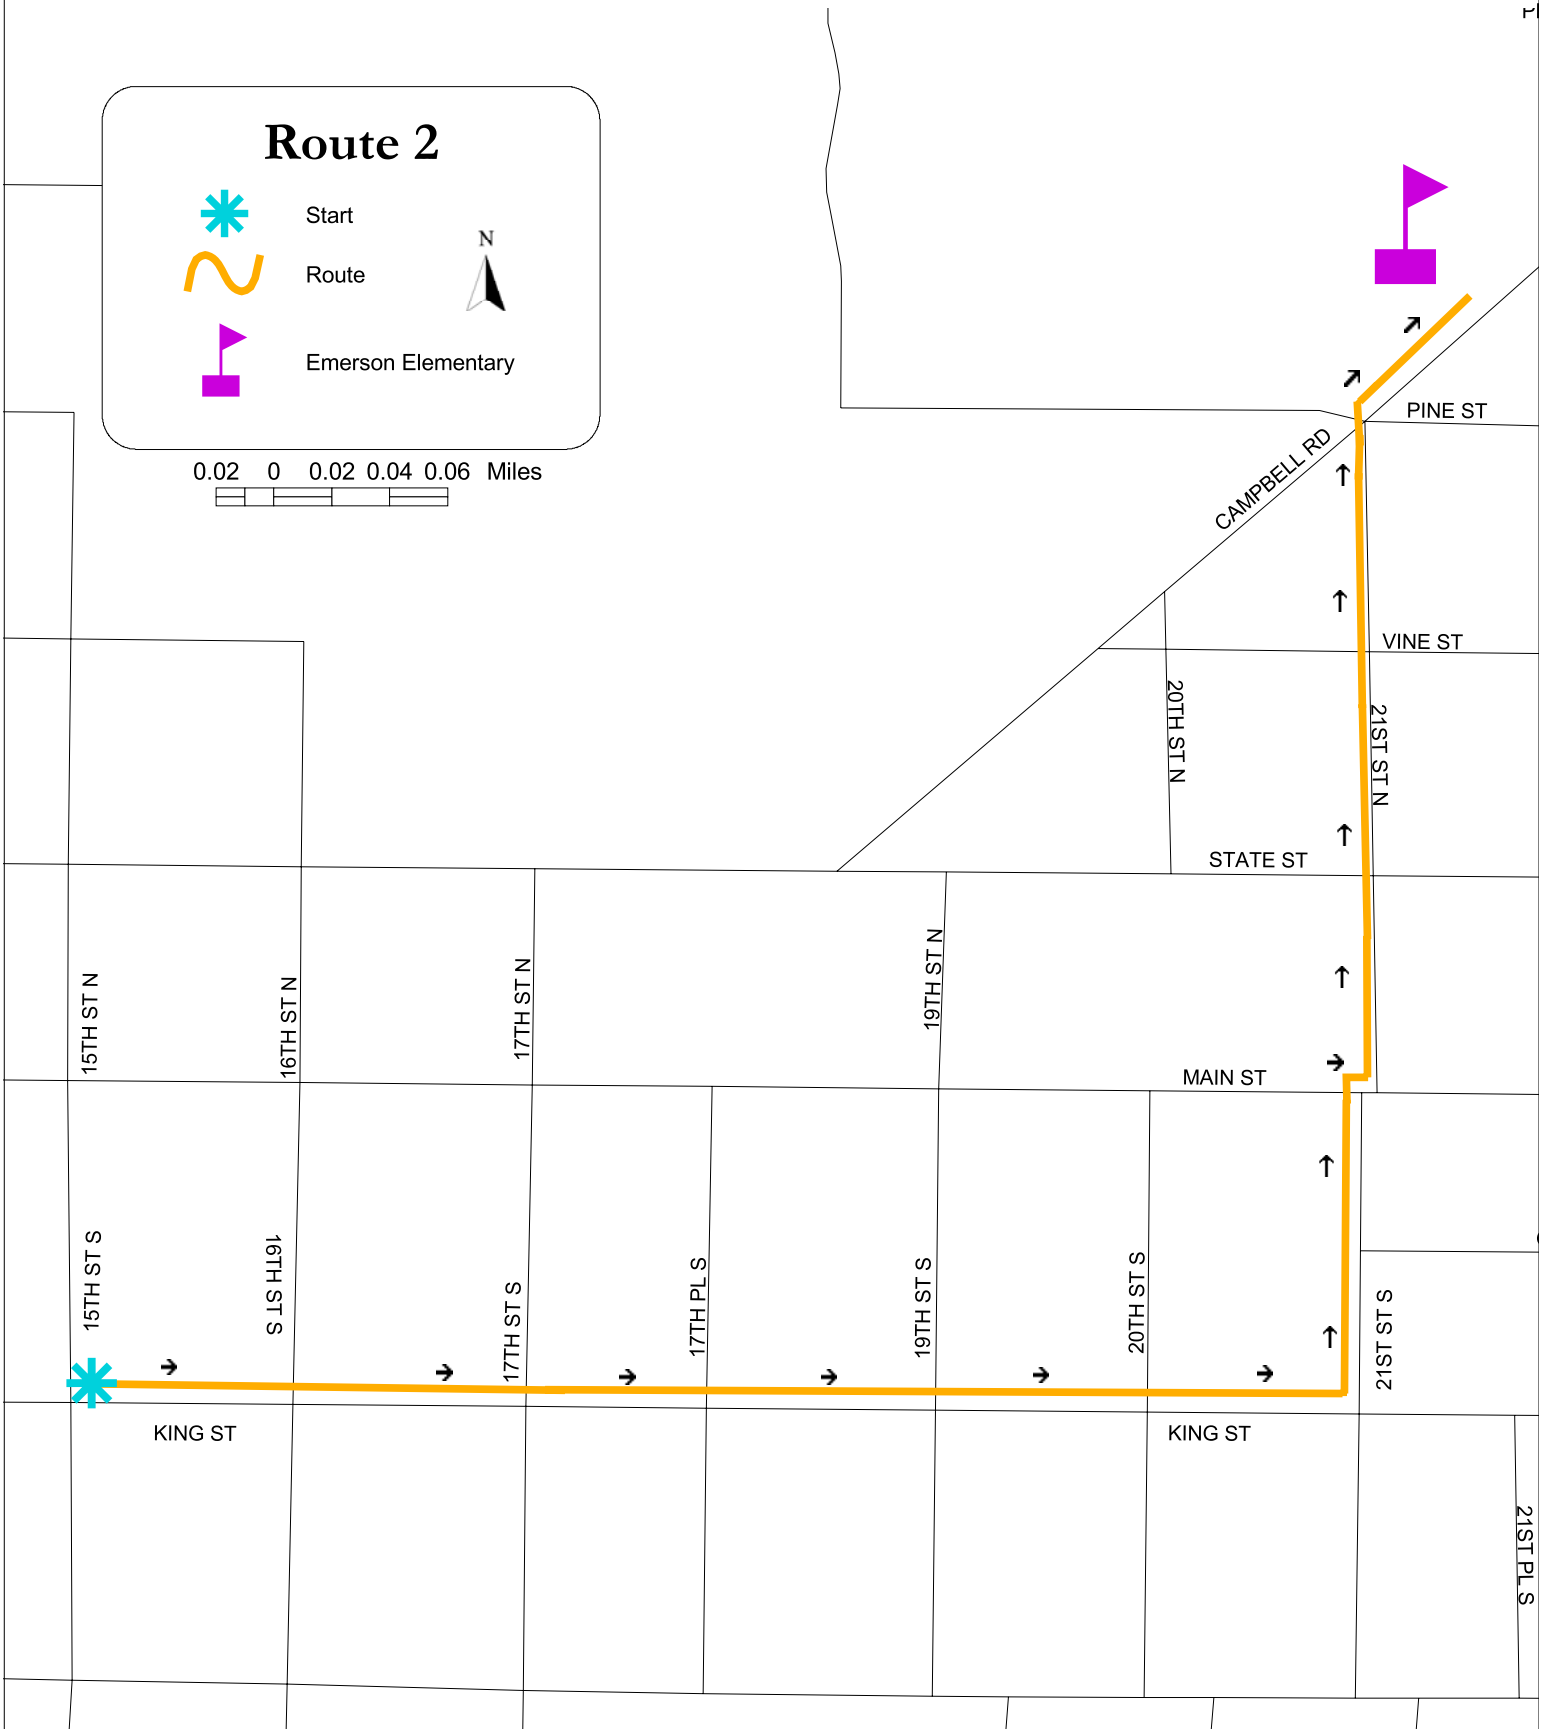 Route 2
Start
N
Route
Emerson Elementary
0.02 0 0.02 0.04 0.06 Miles
PINE ST
CAMPBELL RD
VINE ST
20TH ST N
21ST ST N
STATE ST
15TH ST N
16TH ST N
17TH ST N
19TH ST N
MAIN ST
15TH ST S
16TH ST S
17TH ST S
17TH PL S
19TH ST S
20TH ST S
21ST ST S
KING ST
KING ST
21ST PL S